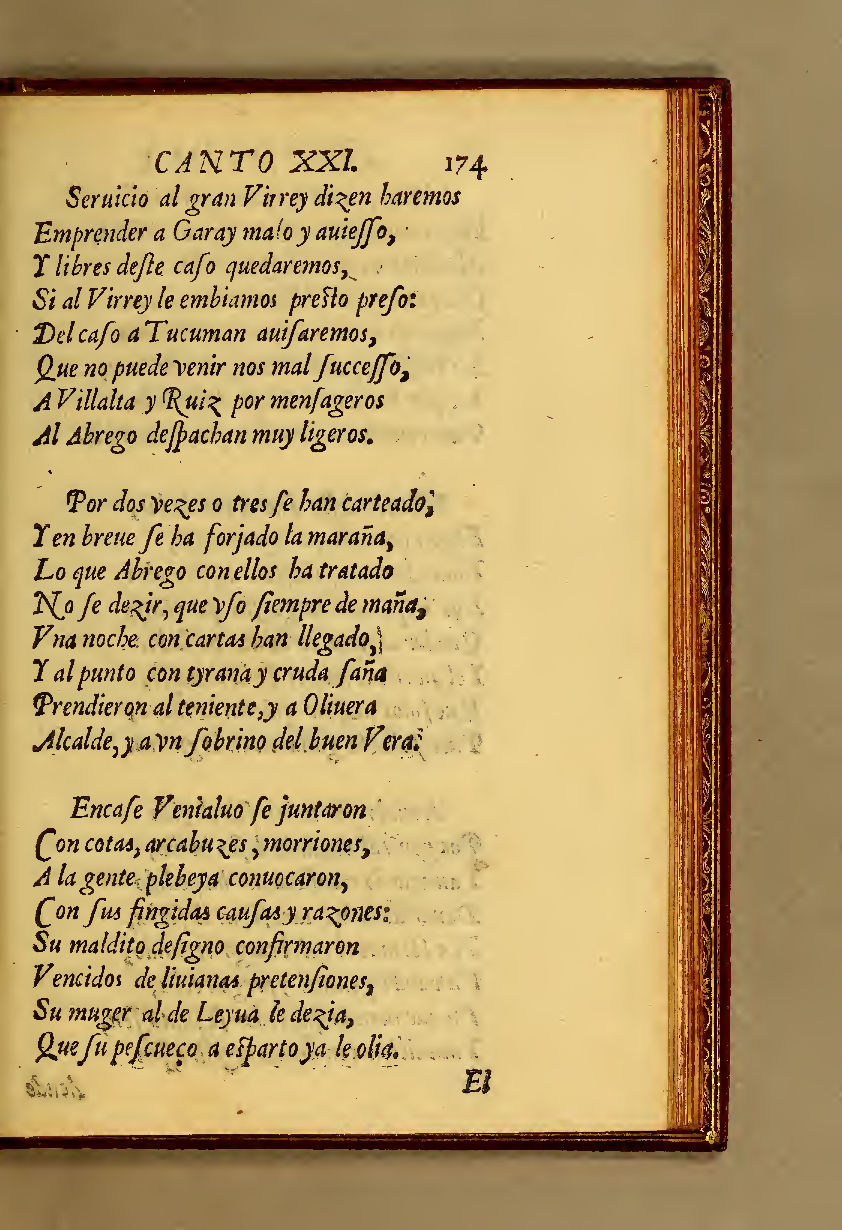 CANTO XXI. 174
Seruicio al gran Virrey dizen haremos
Emprender a Garay malo y auieſſo,
Y libres deſte caſo quedaremos,
Si al Virrey le embiamos preſto preſo:
Del caſo a Tucuman auiſaremos,
Que no puede venir nos mal ſucceſſo,
A Villalta y Ruiz por menſageros
Al Abrego deſpachan muy ligeros.
Por dos vezes o tres ſe han carteado,
Y en breue ſe ha forjado la maraña,
Lo que Abrego con ellos ha tratado
No ſe dezir, que vſo ſiempre de maña,
Vna noche con cartas han llegado,
Y al punto con tyrana y cruda ſaña
Prendieron al teniente, y a Oliuera
Alcalde, y a vn ſobrino del buen Vera:
Encaſe Venialuo ſe juntaron
Con cotas, arcabuzes, morriones,
A la gente plebeya conuocaron,
Con ſus fingidas cauſas y razones:
Su maldito deſigno confirmaron
Vencidos de liuianas pretenſiones,
Su muger al de Leyua le dezia,
Que ſu peſcueço a eſparto ya le olia.
El